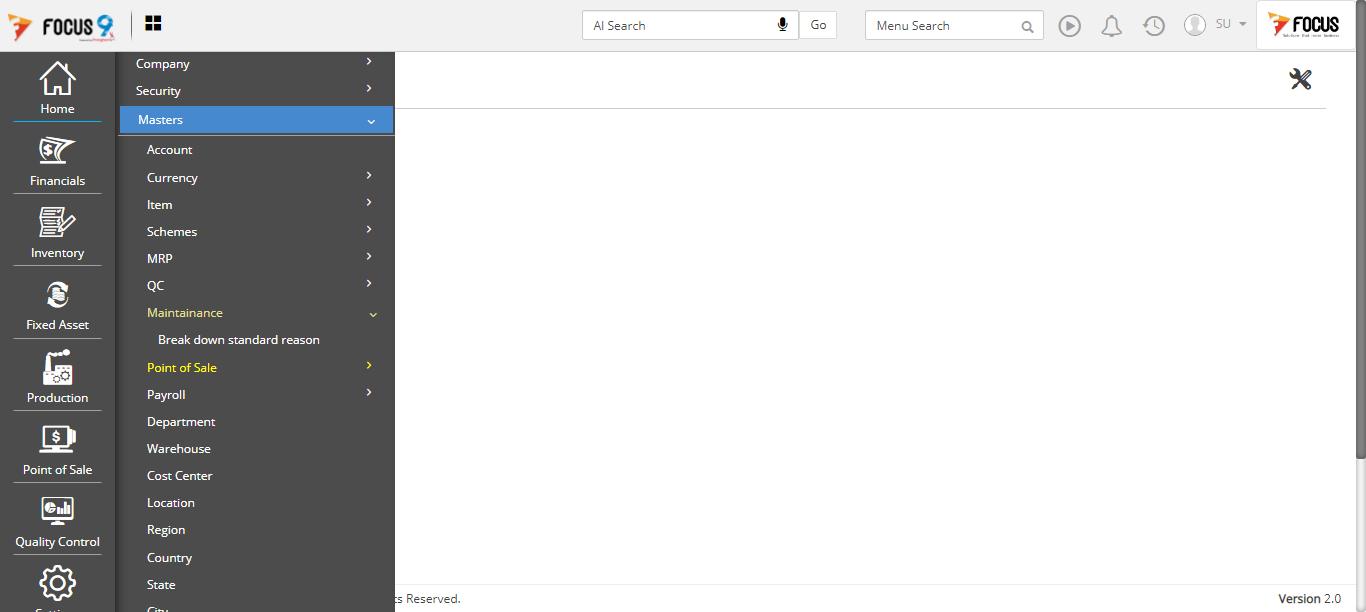 FOCUS 9
AI Search
Go
Menu Search
SU
FOCUS
Home
Financials
Inventory
Fixed Asset
Production
Point of Sale
Quality Control
Company
Security
Masters
Account
Currency
Item
Schemes
MRP
QC
Maintainance
Break down standard reason
Point of Sale
Payroll
Department
Warehouse
Cost Center
Location
Region
Country
State
City
ts Reserved.
Version 2.0